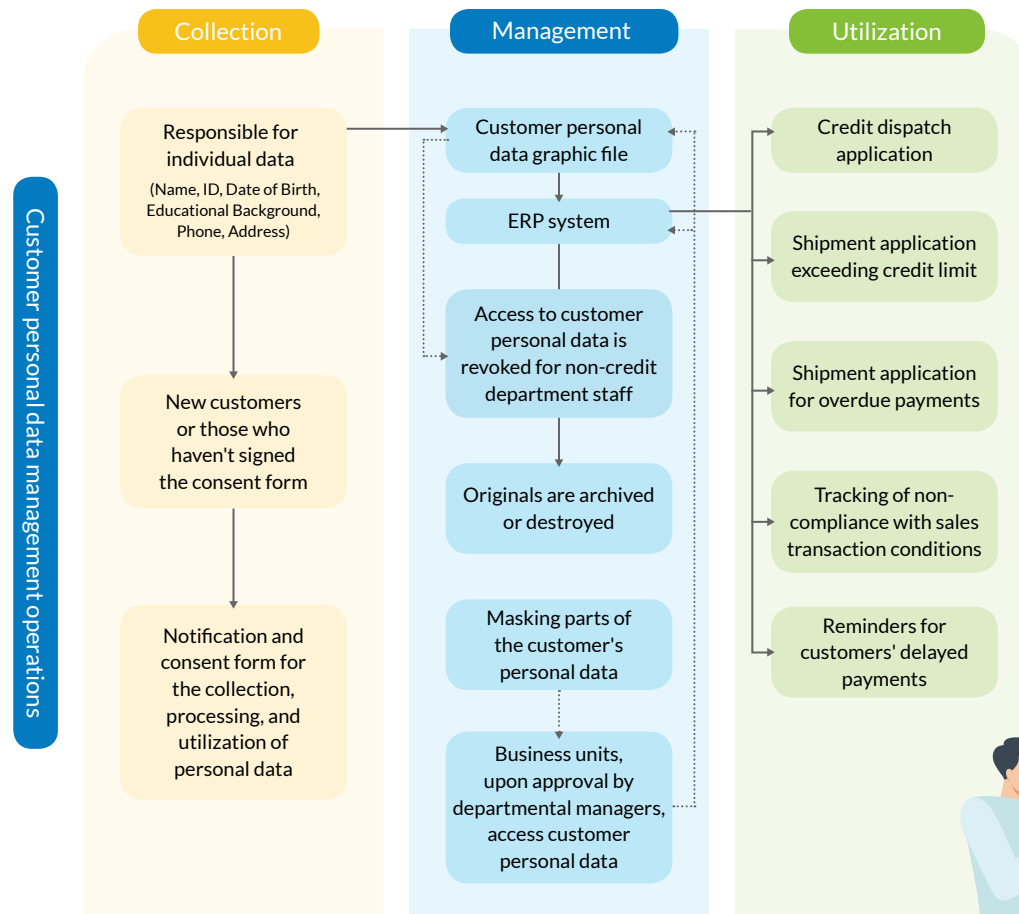 Customer personal data management operations
Collection
Responsible for
individual data
(Name, ID, Date of Birth,
Educational Background,
Phone, Address)
New customers
or those who
haven't signed
the consent form
Notification and
consent form for
the collection,
processing, and
utilization of
personal data
Management
Customer personal
data graphic file
ERP system
Access to customer
personal data is
revoked for non-credit
department staff
Originals are archived
or destroyed
Masking parts of
the customer's
personal data
Business units,
upon approval by
departmental managers,
access customer
personal data
Utilization
Credit dispatch
application
Shipment application
exceeding credit limit
Shipment application
for overdue payments
Tracking of non-
compliance with sales
transaction conditions
Reminders for
customers' delayed
payments